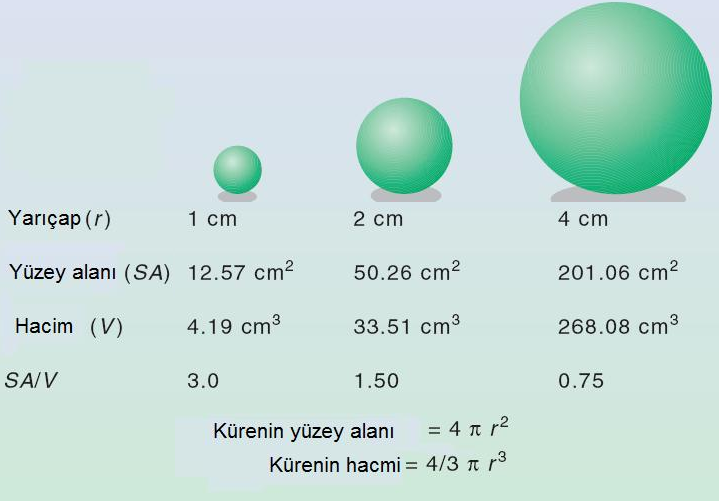 Yarıçap (r) 1 cm 2 cm 4 cm
Yüzey alanı (SA) 12.57 cm² 50.26 cm² 201.06 cm²
Hacim (V) 4.19 cm³ 33.51 cm³ 268.08 cm³
SA/V 3.0 1.50 0.75
Kürenin yüzey alanı = 4 π r²
Kürenin hacmi = 4/3 π r³